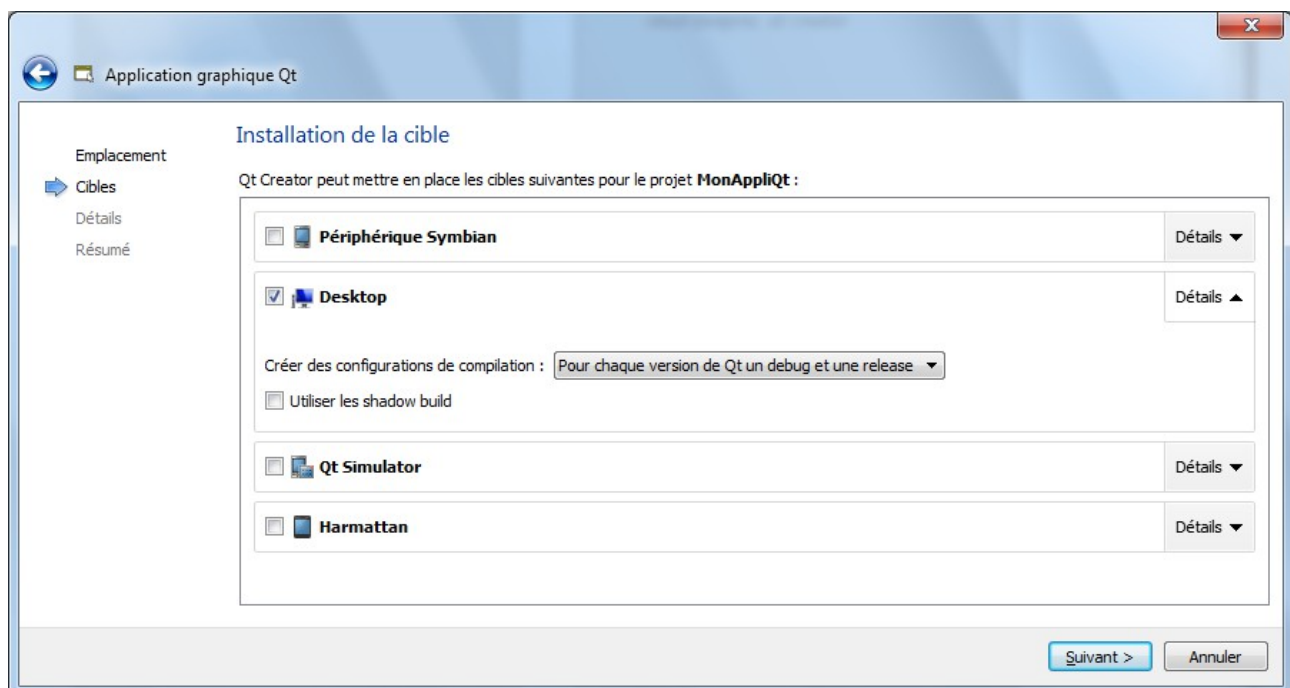 Application graphique Qt
Emplacement
Cibles
Détails
Résumé
Installation de la cible
Qt Creator peut mettre en place les cibles suivantes pour le projet MonAppliQt :
Périphérique Symbian Détails
Desktop Détails
Créer des configurations de compilation : Pour chaque version de Qt un debug et une release
Utiliser les shadow build
Qt Simulator Détails
Harmattan Détails
Suivant > Annuler